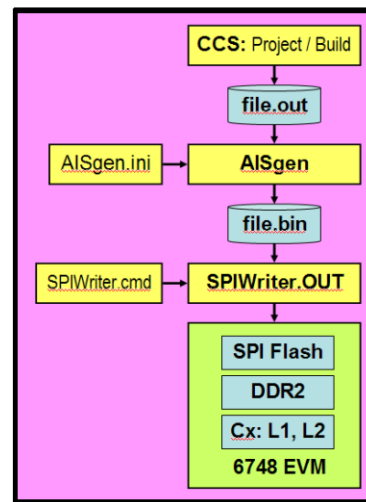 CCS: Project / Build
file.out
AISgen.ini
AISgen
file.bin
SPIWriter.cmd
SPIWriter.OUT
SPI Flash
DDR2
Cx: L1, L2
6748 EVM